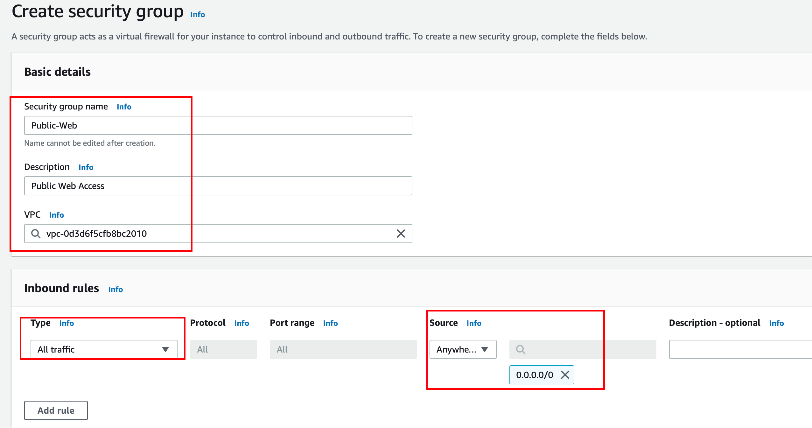 Create security group Info
A security group acts as a virtual firewall for your instance to control inbound and outbound traffic. To create a new security group, complete the fields below.
Basic details
Security group name Info
Public-Web
Name cannot be edited after creation.
Description Info
Public Web Access
VPC Info
vpc-0d3d6f5cfb8bc2010
Inbound rules Info
Type Info Protocol Info Port range Info Source Info Description - optional Info
All traffic All All Anywhe...
0.0.0.0/0
Add rule